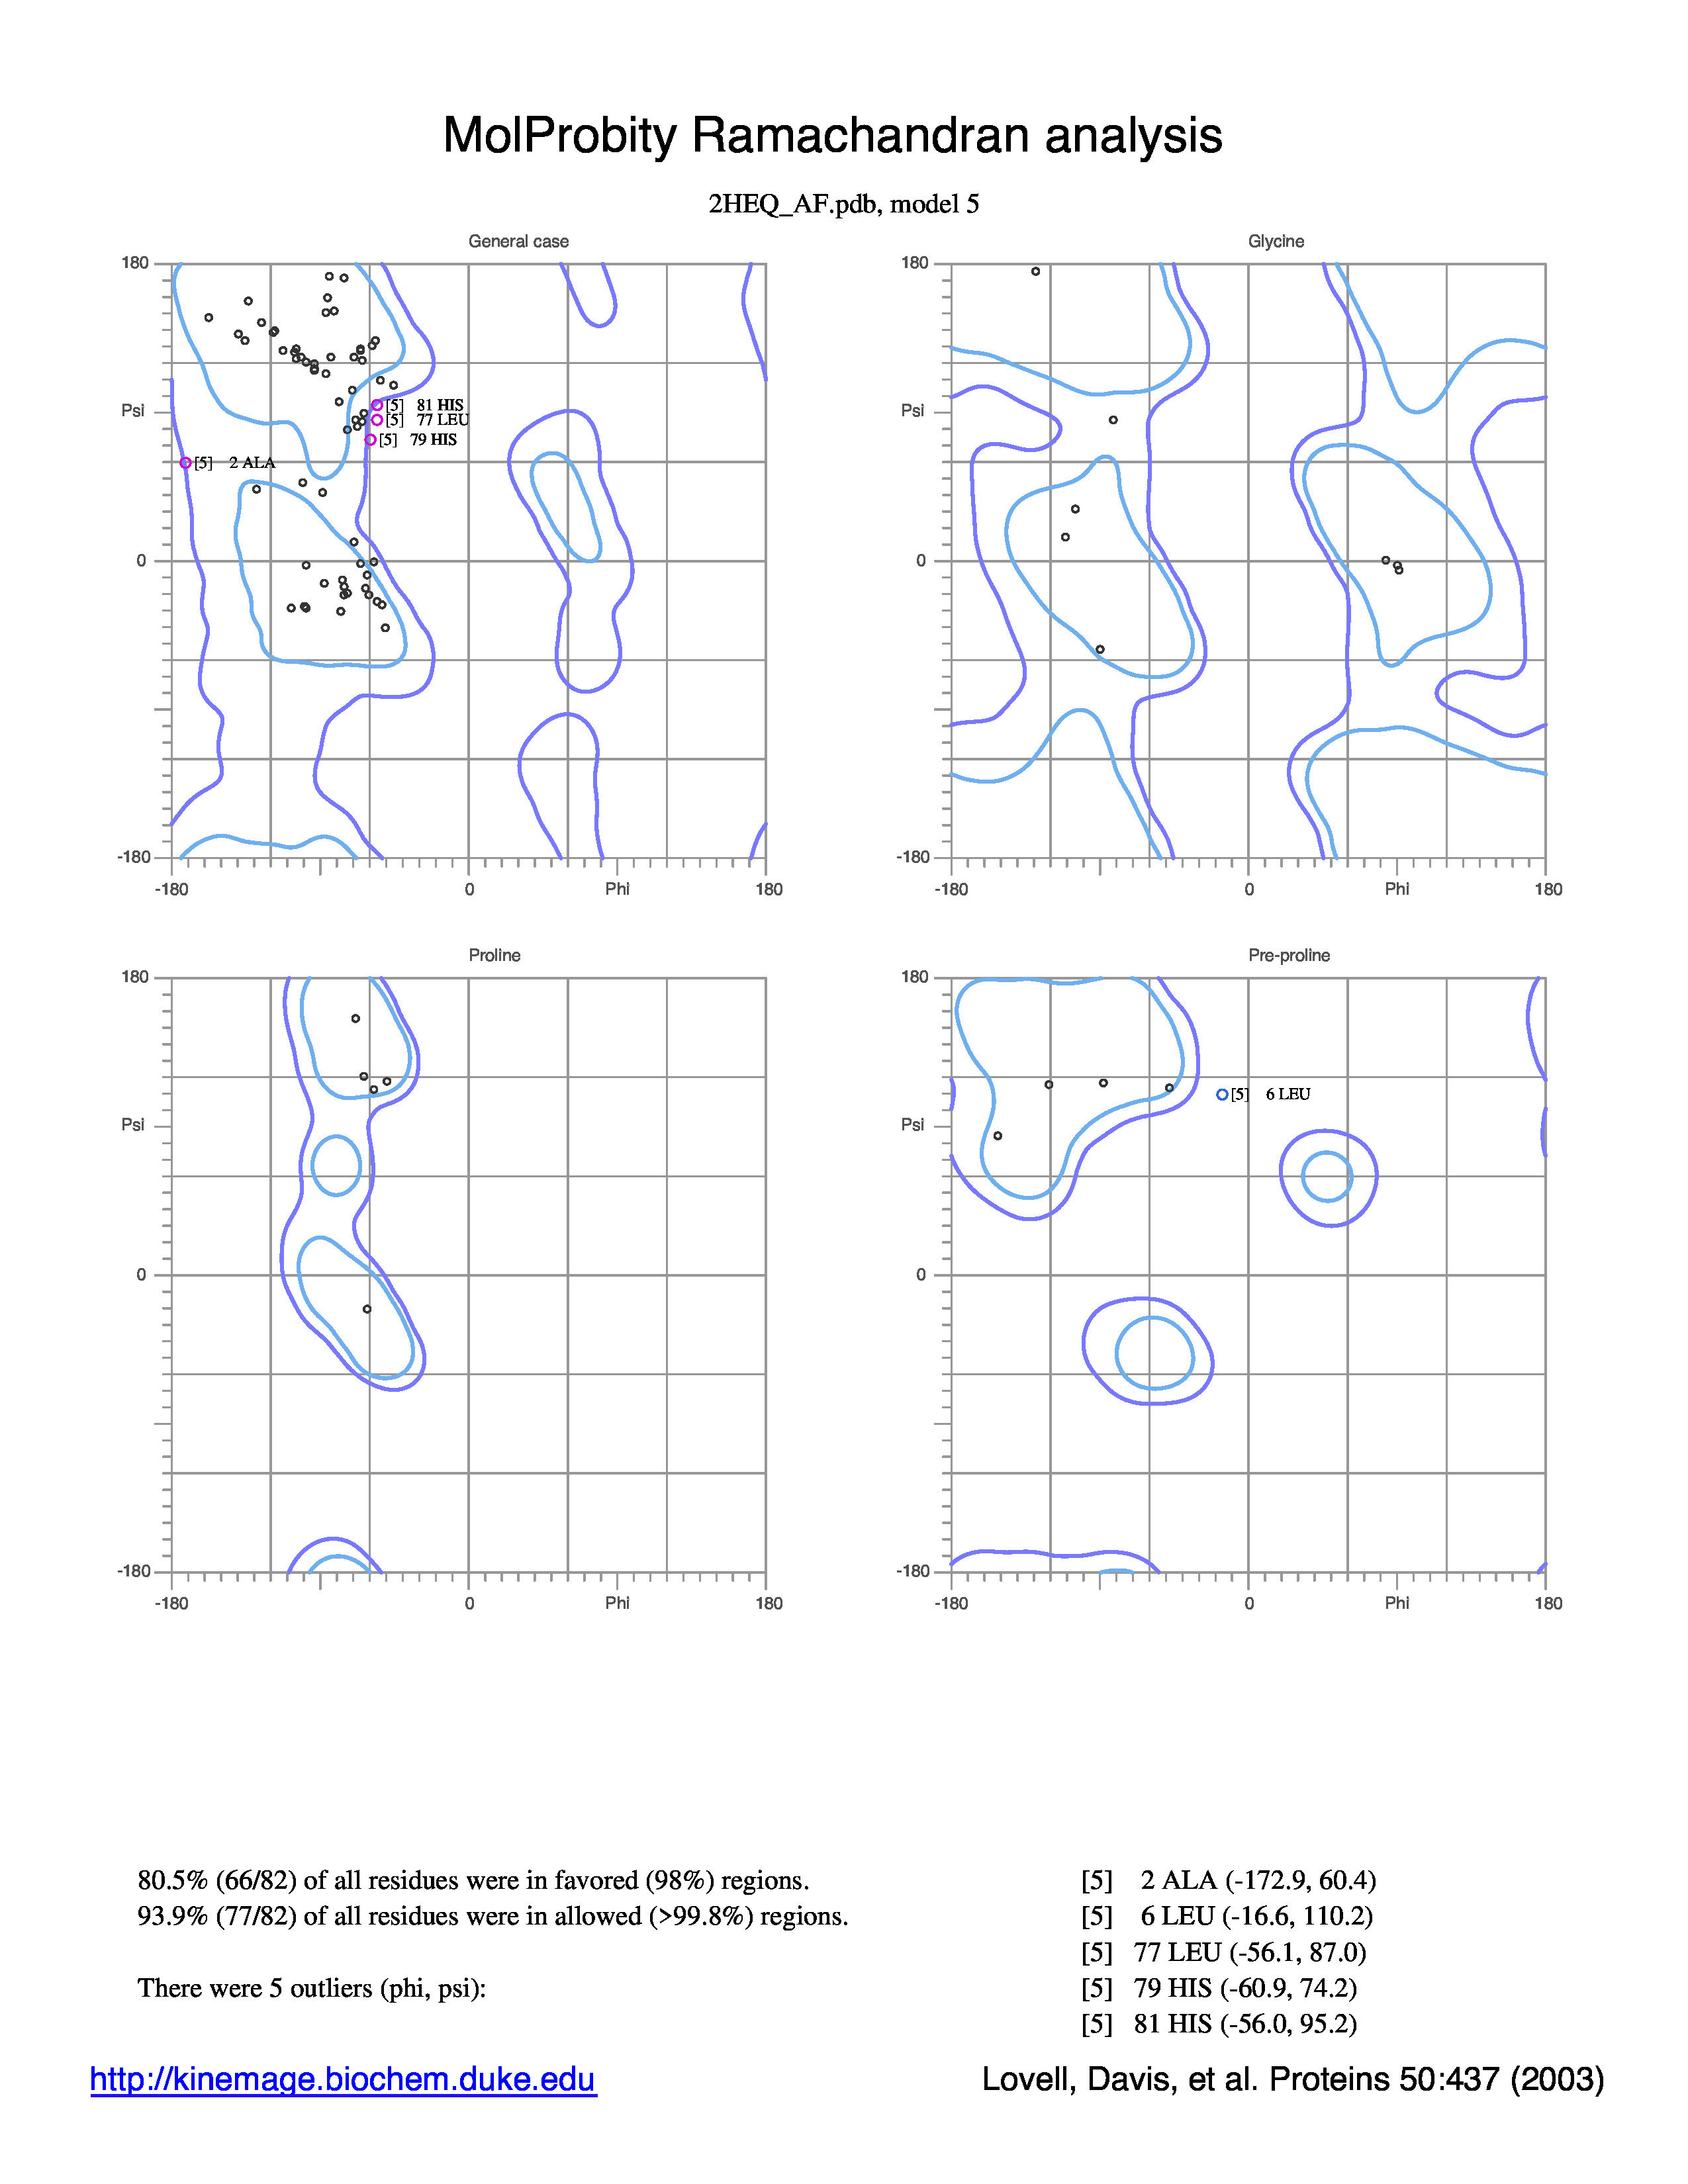 MolProbity Ramachandran analysis
2HEQ_AF.pdb, model 5
General case
180
Psi
0
-180
-180
0
Phi
180
[5] 81 HIS
[5] 77 LEU
[5] 79 HIS
[5] 2 ALA
Glycine
180
Psi
0
-180
-180
0
Phi
180
Proline
180
Psi
0
-180
-180
0
Phi
180
Pre-proline
180
Psi
0
-180
-180
0
Phi
180
[5] 6 LEU
80.5% (66/82) of all residues were in favored (98%) regions.
93.9% (77/82) of all residues were in allowed (>99.8%) regions.
There were 5 outliers (phi, psi):
[5] 2 ALA (-172.9, 60.4)
[5] 6 LEU (-16.6, 110.2)
[5] 77 LEU (-56.1, 87.0)
[5] 79 HIS (-60.9, 74.2)
[5] 81 HIS (-56.0, 95.2)
http://kinemage.biochem.duke.edu
Lovell, Davis, et al. Proteins 50:437 (2003)